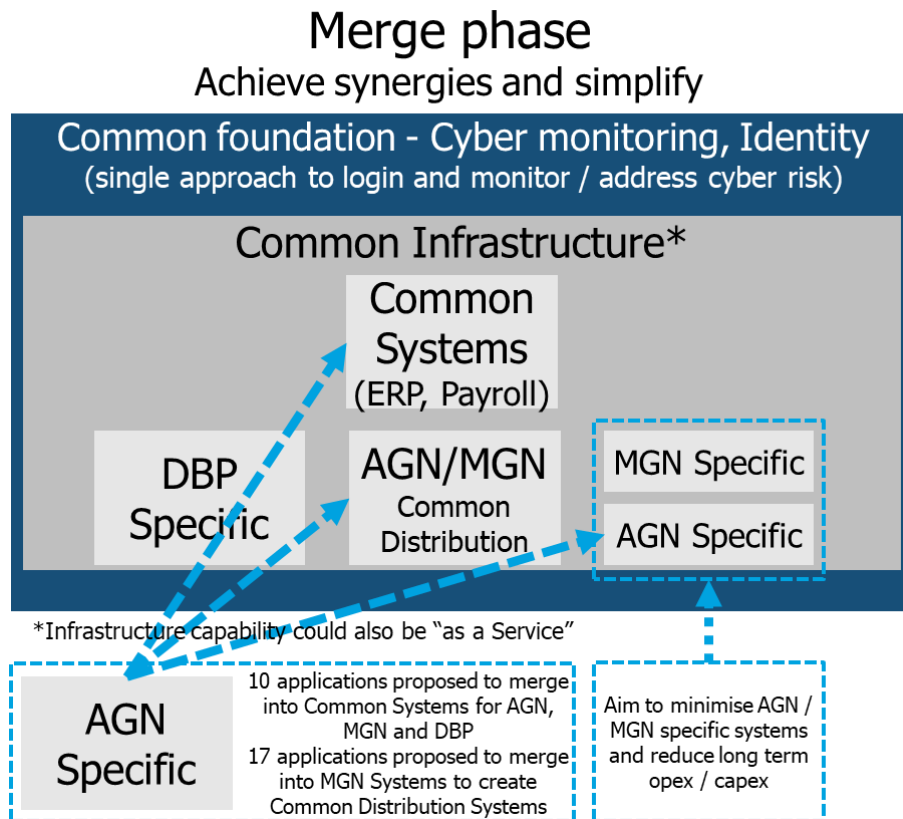 Merge phase
Achieve synergies and simplify
Common foundation - Cyber monitoring, Identity
(single approach to login and monitor / address cyber risk)
Common Infrastructure*
Common
Systems
(ERP, Payroll)
DBP
Specific
AGN/MGN
Common
Distribution
MGN Specific
AGN Specific
*Infrastructure capability could also be “as a Service”
AGN
Specific
10 applications proposed to merge
into Common Systems for AGN,
MGN and DBP
17 applications proposed to merge
into MGN Systems to create
Common Distribution Systems
Aim to minimise AGN /
MGN specific systems
and reduce long term
opex / capex